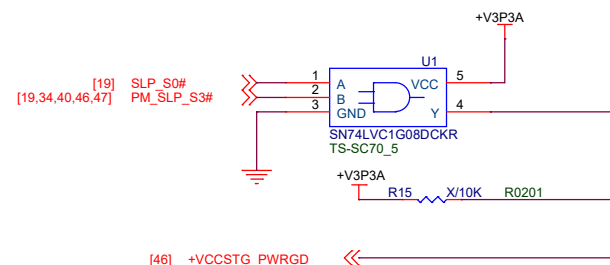 +V3P3A
U1
[19] SLP_S0# 1 A VCC 5
[19,34,40,46,47] PM_SLP_S3# 2 B
3 GND Y 4
SN74LVC1G08DCKR
TS-SC70_5
+V3P3A
R15 X/10K R0201
[46] +VCCSTG_PWRGD